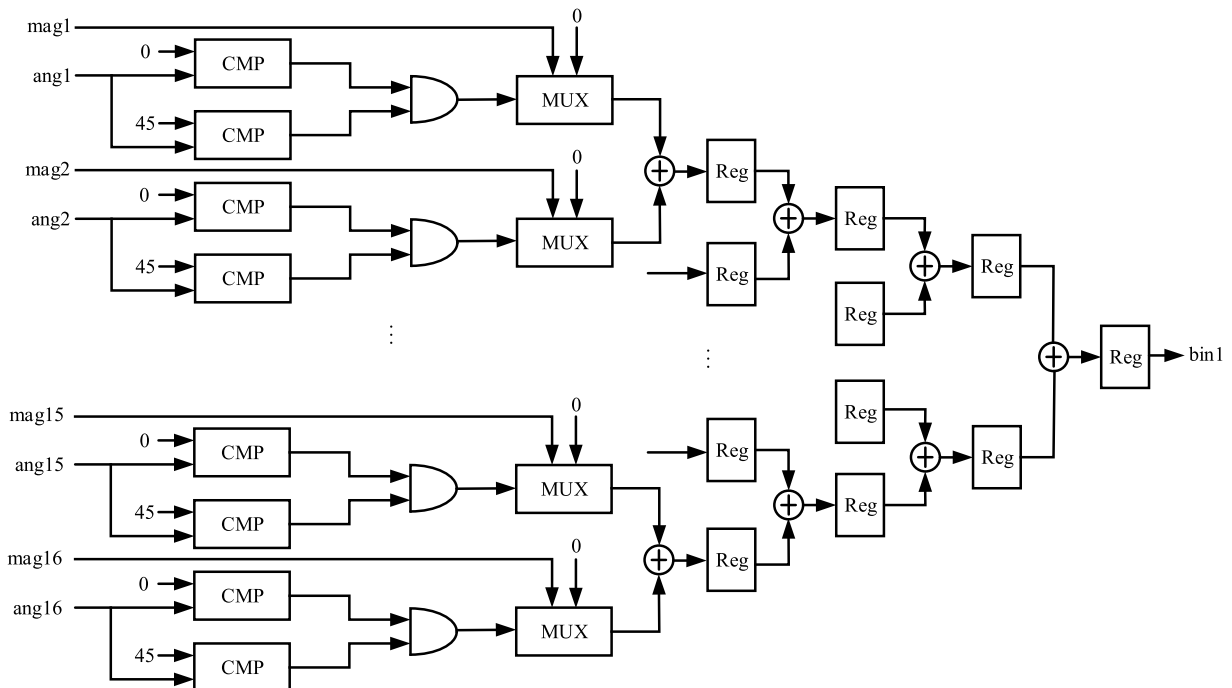 mag1
0
0
CMP
ang1
MUX
45
CMP
mag2
0
Reg
0
CMP
ang2
Reg
MUX
45
CMP
Reg
Reg
Reg
bin1
Reg
mag15
0
Reg
0
CMP
ang15
Reg
Reg
MUX
45
CMP
Reg
mag16
0
Reg
0
CMP
ang16
MUX
45
CMP